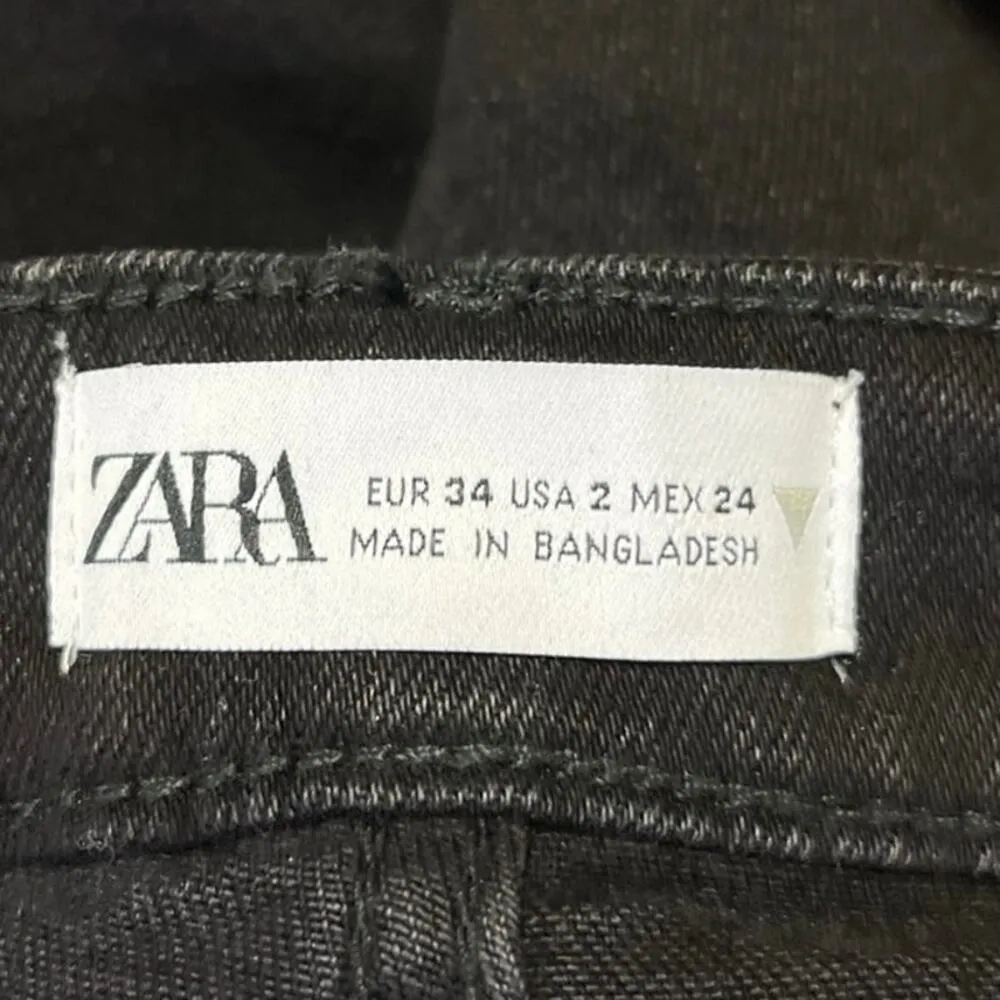 ZARA
EUR 34 USA 2 MEX 24
MADE IN BANGLADESH